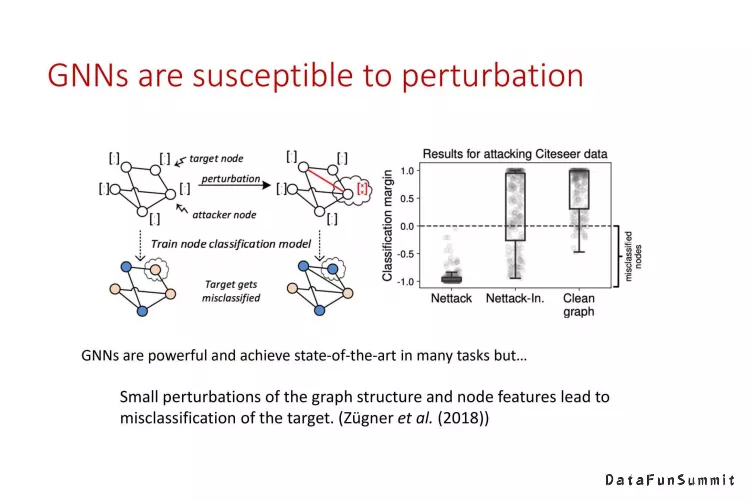 GNNs are susceptible to perturbation
target node
perturbation
attacker node
Train node classification model
Target gets
misclassified
Results for attacking Citeseer data
Classification margin
1.0
0.5
0.0
-0.5
-1.0
Nettack
Nettack-In.
Clean
graph
misclassified
nodes
GNNs are powerful and achieve state-of-the-art in many tasks but…
Small perturbations of the graph structure and node features lead to
misclassification of the target. (Zügner et al. (2018))
DataFunSummit